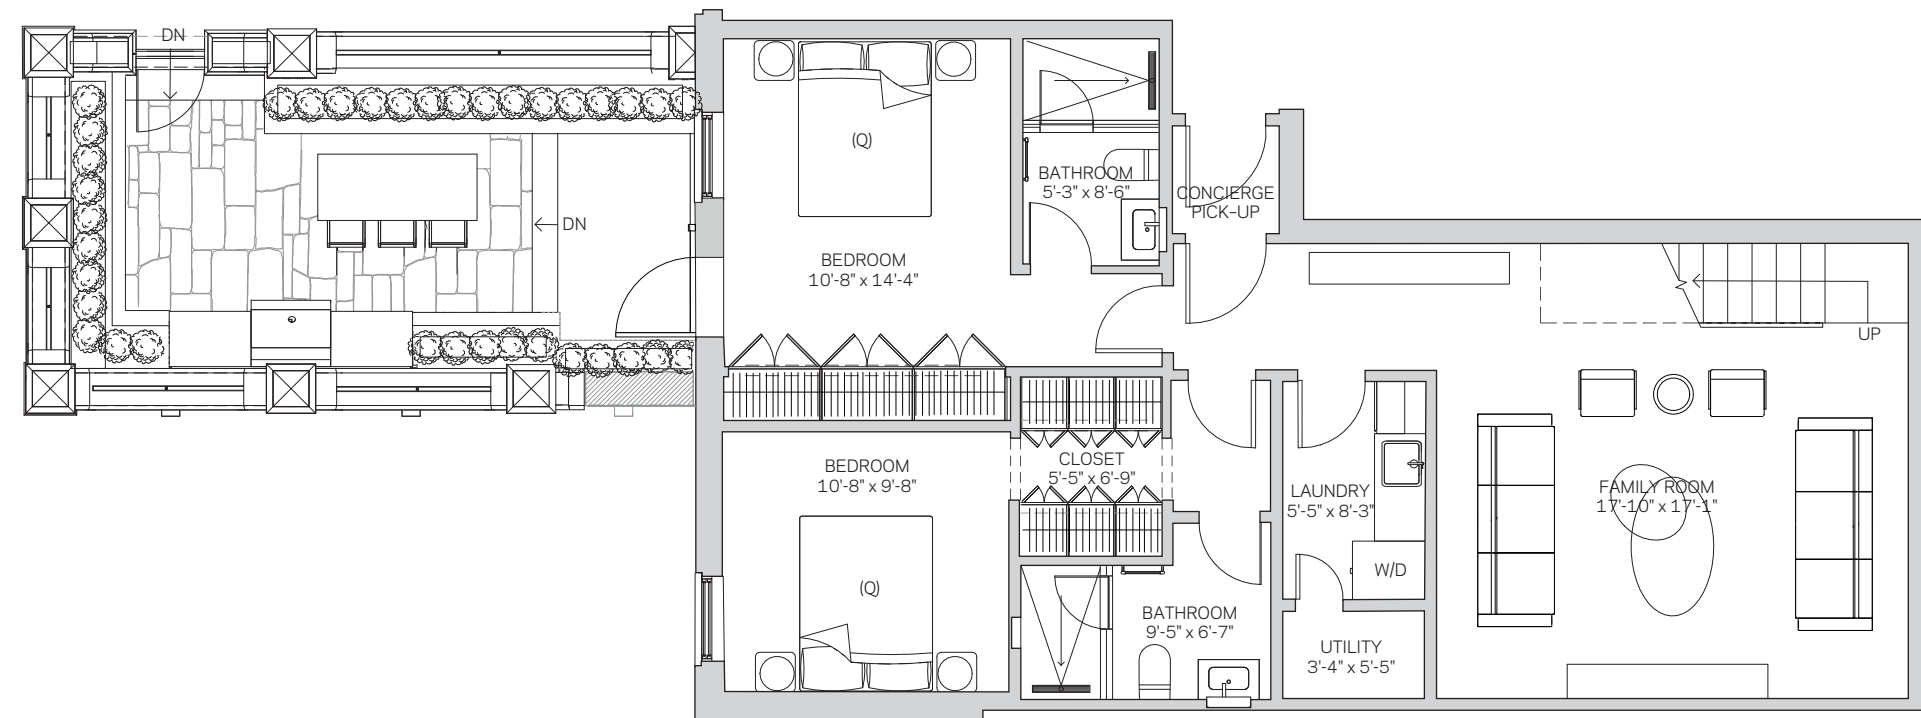 DN
(Q)
BATHROOM
5'-3" x 8'-6"
CONCIERGE
PICK-UP
DN
BEDROOM
10'-8" x 14'-4"
UP
BEDROOM
10'-8" x 9'-8"
CLOSET
5'-5" x 6'-9"
LAUNDRY
5'-5" x 8'-3"
FAMILY ROOM
17'-10" x 17'-1"
W/D
(Q)
BATHROOM
9'-5" x 6'-7"
UTILITY
3'-4" x 5'-5"